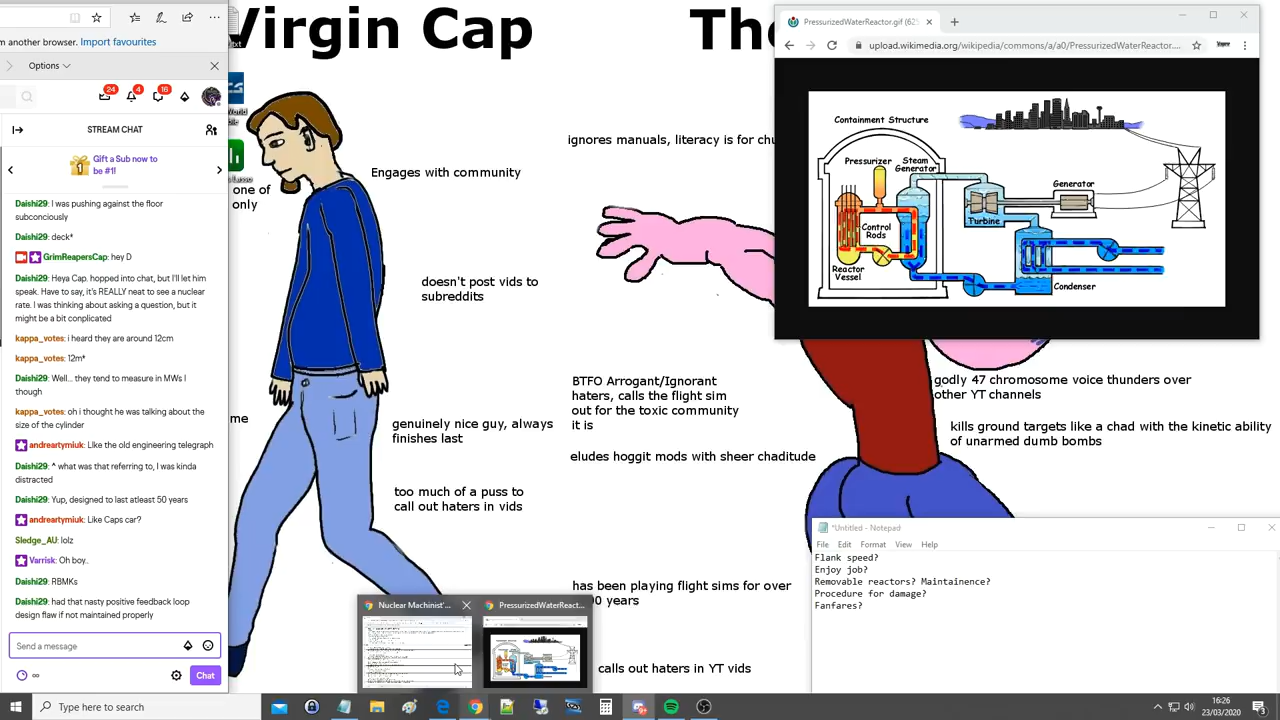 Virgin Cap
The
m another browser. Import favourites
Options
24
4
16
STREAM CHAT
Gift a Sub now to
be #1!
Daishi29: I was pushing against the floor
subconciously
Daishi29: deck*
GrimReapersCap: hey D
Daishi29: Heya Cap, hopped into chat, but I'll let him
speak. Have to say, it's REALLY neat to see a nuclear
rate. I was thinking about asking a question, but it
might be a bit conplicated
kappa_votes: i heard they are around 12cm
kappa_votes: 12m*
Daishi29: Well... they tend to measure in MWs I
though
kappa_votes: oh i thought he was talking about the
size of the cylinder
andreartymiuk: LIke the old engineering telegraph
Daishi29: ^ what was that referring to, I was kinda
distracted
Daishi29: Yup, designed to last atleast 50 years
andreartymiuk: Like Caps car?
Sledge_AU: lolz
Varrisk: Oh boy..
Daishi29: RBMKs
Daishi29: had that nasty positive feedback loop
design flaw if not maintained properly
Send a message
Chat
one of
only
me
Engages with community
doesn't post vids to
subreddits
genuinely nice guy, always
finishes last
too much of a puss to
call out haters in vids
ignores manuals, literacy is for
BTFO Arrogant/Ignorant
haters, calls the flight sim
out for the toxic community
it is
eludes hoggit mods with sheer chaditude
has been playing flight sims for over
years
calls out haters in YT vids
godly 47 chromosome voice thunders over
other YT channels
kills ground targets like a chad with the kinetic ability
of unarmed dumb bombs
PressurizedWaterReactor.gif (625
upload.wikimedia.org/wikipedia/commons/a/a0/PressurizedWaterReactor....
Containment Structure
Pressurizer
Steam
Generator
Control
Rods
Reactor
Vessel
Turbine
Generator
Condenser
*Untitled - Notepad
File Edit Format View Help
Flank speed?
Enjoy job?
Removable reactors? Maintainence?
Procedure for damage?
Fanfares?
Nuclear Machinist'...
PressurizedWaterReact...
Type here to search
16:26
23/03/2020